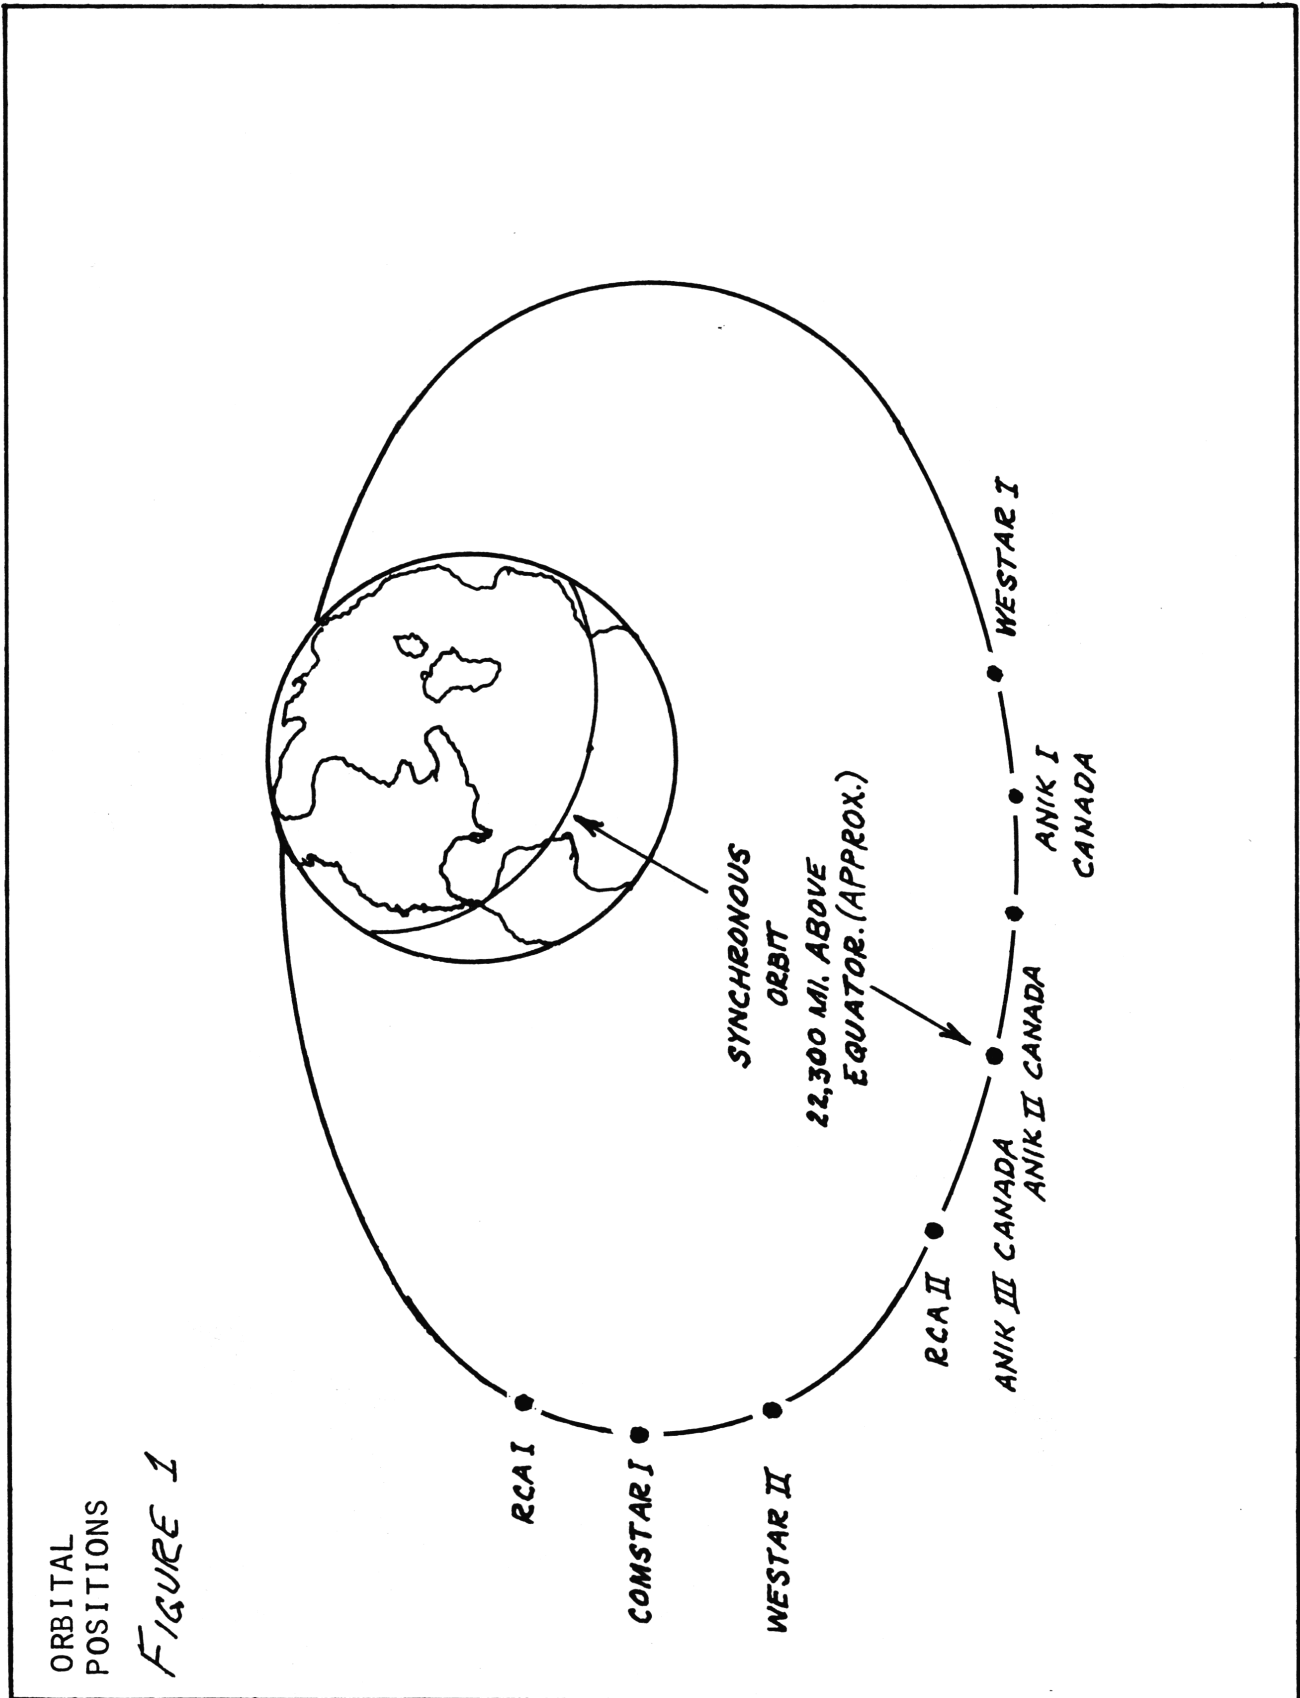 ORBITAL
POSITIONS
FIGURE 1
RCA I
COMSTAR I
WESTAR II
RCA II
ANIK III CANADA
ANIK II CANADA
ANIK I
CANADA
WESTAR I
SYNCHRONOUS
ORBIT
22,300 MI. ABOVE
EQUATOR. (APPROX.)